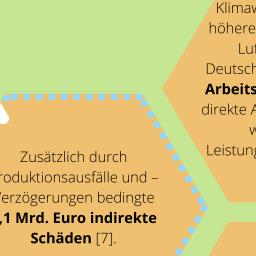 Klimaw
höhere
Luf
Deutsch
Arbeits
direkte A
w
Leistung
Zusätzlich durch
roduktionsausfälle und –
Verzögerungen bedingte
,1 Mrd. Euro indirekte
Schäden [7].